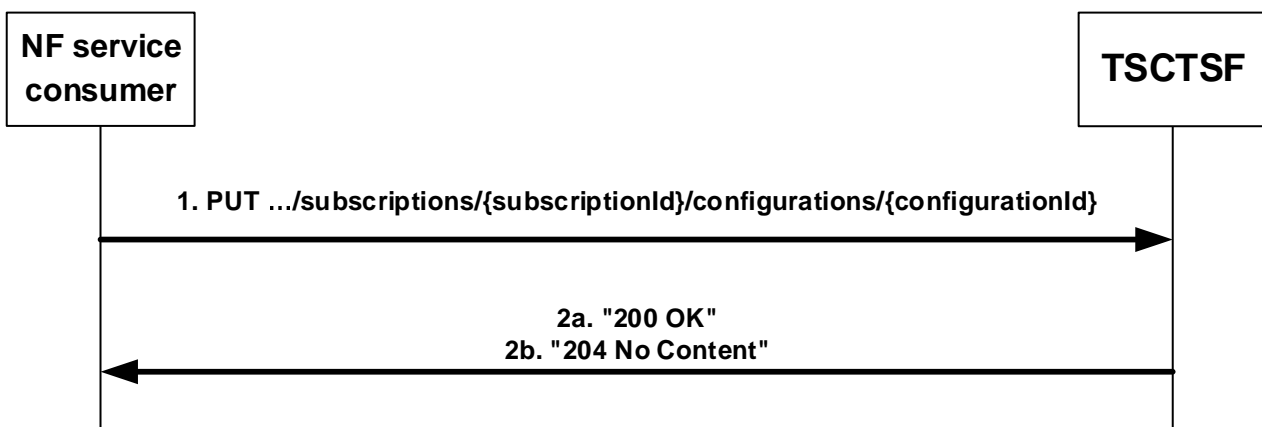 NF service
consumer
TSCTSF
1. PUT …/subscriptions/{subscriptionId}/configurations/{configurationId}
2a. "200 OK"
2b. "204 No Content"